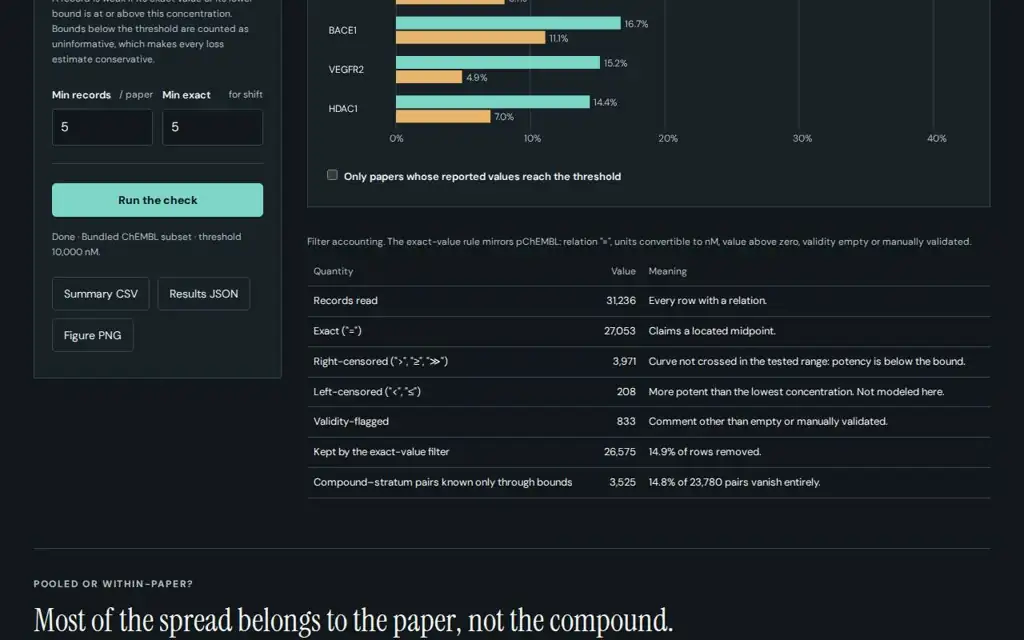 bound is at or above this concentration.
Bounds below the threshold are counted as
uninformative, which makes every loss
estimate conservative.
Min records / paper Min exact for shift
5 5
Run the check
Done · Bundled ChEMBL subset · threshold
10,000 nM.
Summary CSV Results JSON
Figure PNG
BACE1 16.7%
11.1%
VEGFR2 15.2%
4.9%
HDAC1 14.4%
7.0%
0% 10% 20% 30% 40%
Only papers whose reported values reach the threshold
Filter accounting. The exact-value rule mirrors pChEMBL: relation "=", units convertible to nM, value above zero, validity empty or manually validated.
Quantity Value Meaning
Records read 31,236 Every row with a relation.
Exact ("=") 27,053 Claims a located midpoint.
Right-censored (">", "≥", "≫") 3,971 Curve not crossed in the tested range: potency is below the bound.
Left-censored ("<", "≤") 208 More potent than the lowest concentration. Not modeled here.
Validity-flagged 833 Comment other than empty or manually validated.
Kept by the exact-value filter 26,575 14.9% of rows removed.
Compound–stratum pairs known only through bounds 3,525 14.8% of 23,780 pairs vanish entirely.
POOLED OR WITHIN-PAPER?
Most of the spread belongs to the paper, not the compound.